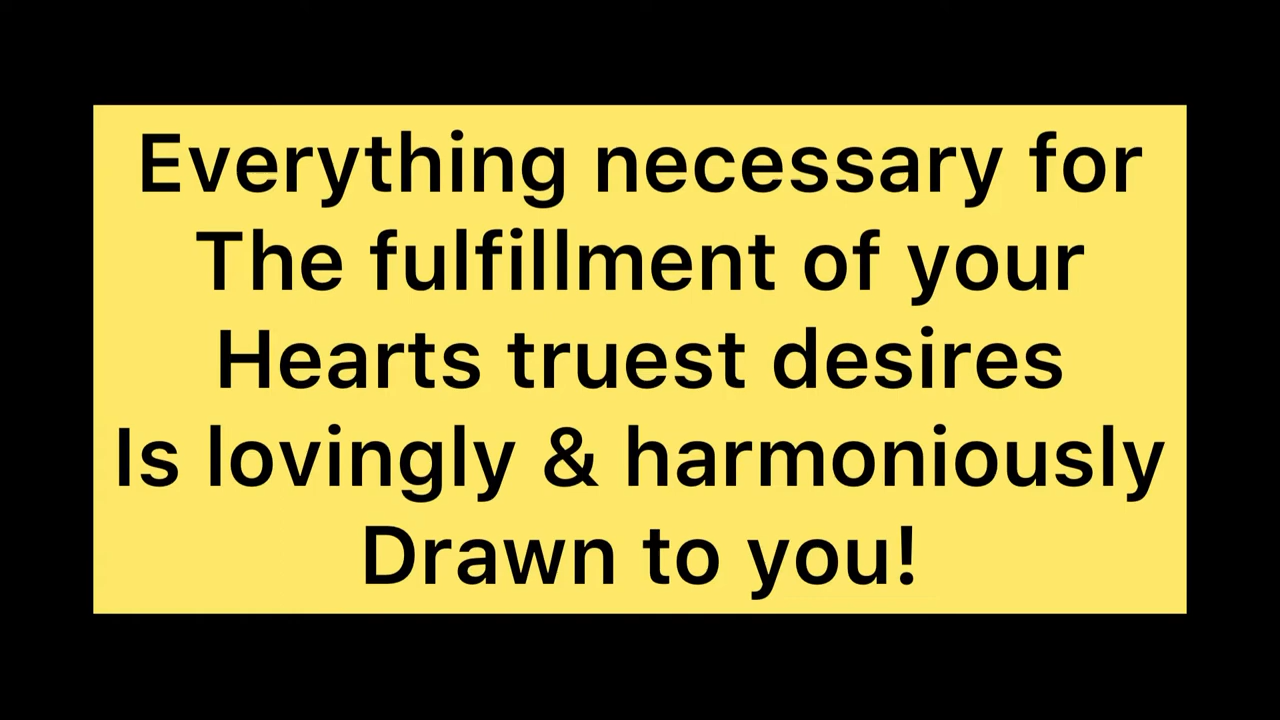 Everything necessary for
The fulfillment of your
Hearts truest desires
Is lovingly & harmoniously
Drawn to you!